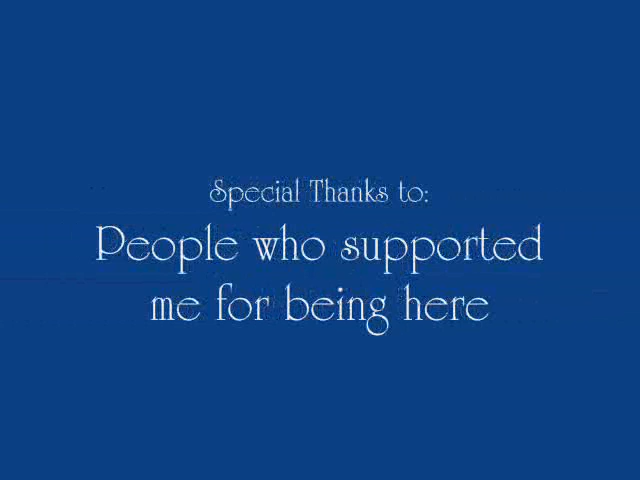 Special Thanks to:
People who supported
me for being here